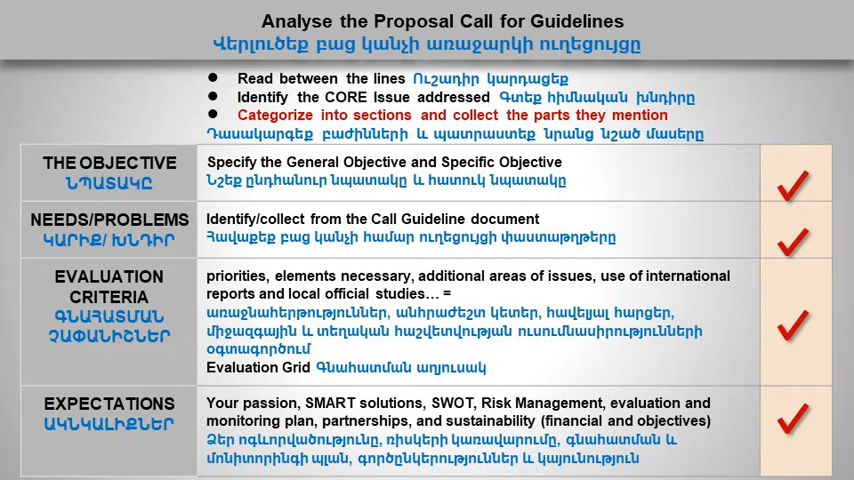 Analyse the Proposal Call for Guidelines
Վերլուծեք բաց կանչի առաջարկի ուղեցույցը
● Read between the lines Ուշադիր կարդացեք
● Identify the CORE Issue addressed Գտեք հիմնական խնդիրը
● Categorize into sections and collect the parts they mention
Դասակարգեք բաժինների և պատրաստեք նրանց նշած մասերը
THE OBJECTIVE
ՆՊԱՏԱԿԸ
Specify the General Objective and Specific Objective
Նշեք ընդհանուր նպատակը և հատուկ նպատակը
NEEDS/PROBLEMS
ԿԱՐԻՔ/ ԽՆԴԻՐ
Identify/collect from the Call Guideline document
Հավաքեք բաց կանչի համար ուղեցույցի փաստաթղթերը
EVALUATION
CRITERIA
ԳՆԱՀԱՏՄԱՆ
ՉԱՓԱՆԻՇՆԵՐ
priorities, elements necessary, additional areas of issues, use of international
reports and local official studies... =
առաջնահերթություններ, անհրաժեշտ կետեր, հավելյալ հարցեր,
միջազգային և տեղական հաշվետվության ուսումնասիրությունների
օգտագործում
Evaluation Grid Գնահատման աղյուսակ
EXPECTATIONS
ԱԿՆԿԱԼԻՔՆԵՐ
Your passion, SMART solutions, SWOT, Risk Management, evaluation and
monitoring plan, partnerships, and sustainability (financial and objectives)
Ձեր ոգևորվածությունը, ռիսկերի կառավարումը, գնահատման և
մոնիտորինգի պլան, գործընկերություններ և կայունություն